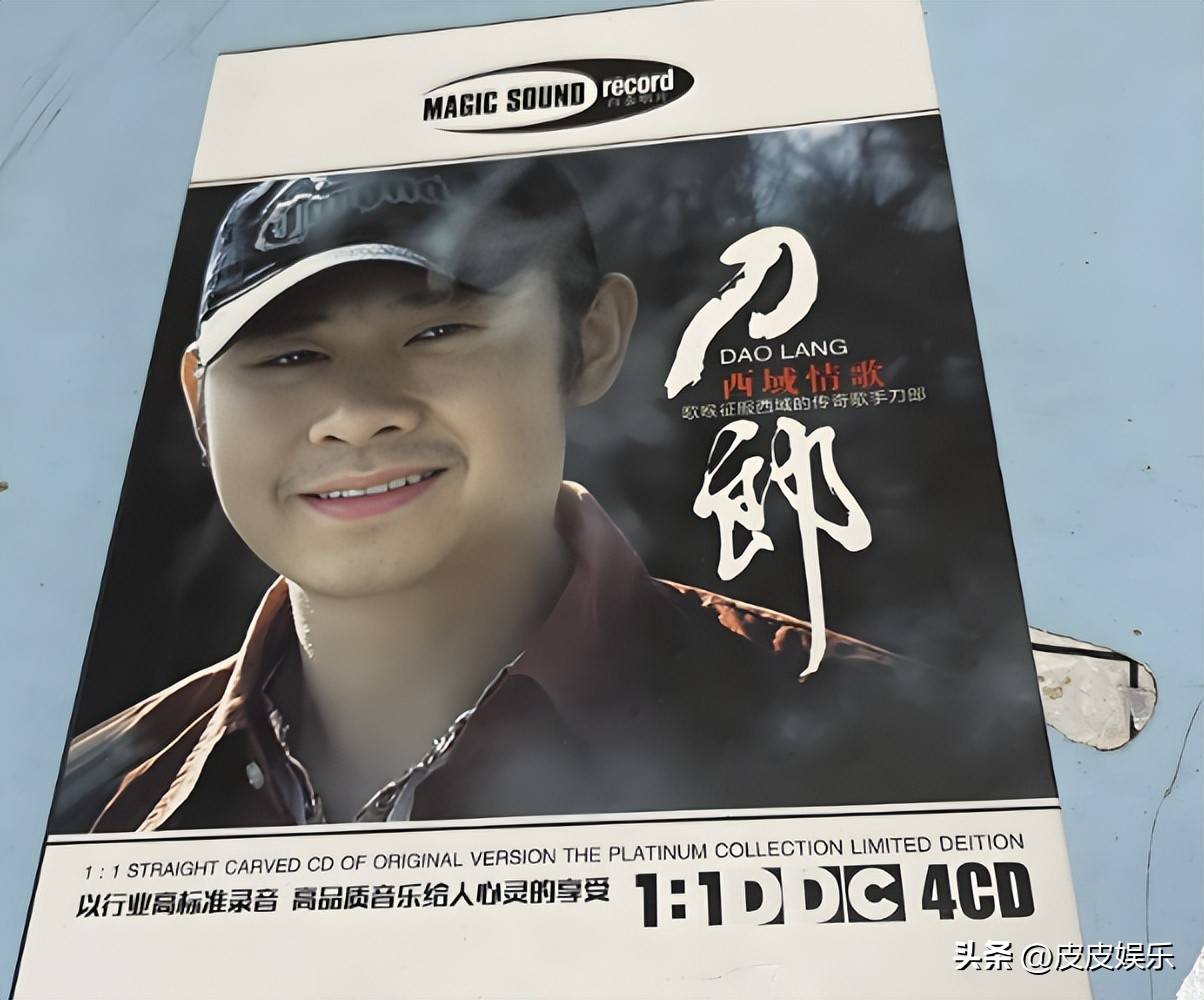 MAGIC SOUND record
刀郎
DAO LANG
西域情歌
歌喉征服西域的传奇歌手刀郎
1:1 STRAIGHT CARVED CD OF ORIGINAL VERSION THE PLATINUM COLLECTION LIMITED DEITION
以行业高标准录音 高品质音乐给人心灵的享受
1:1DDC 4CD
头条 @皮皮娱乐